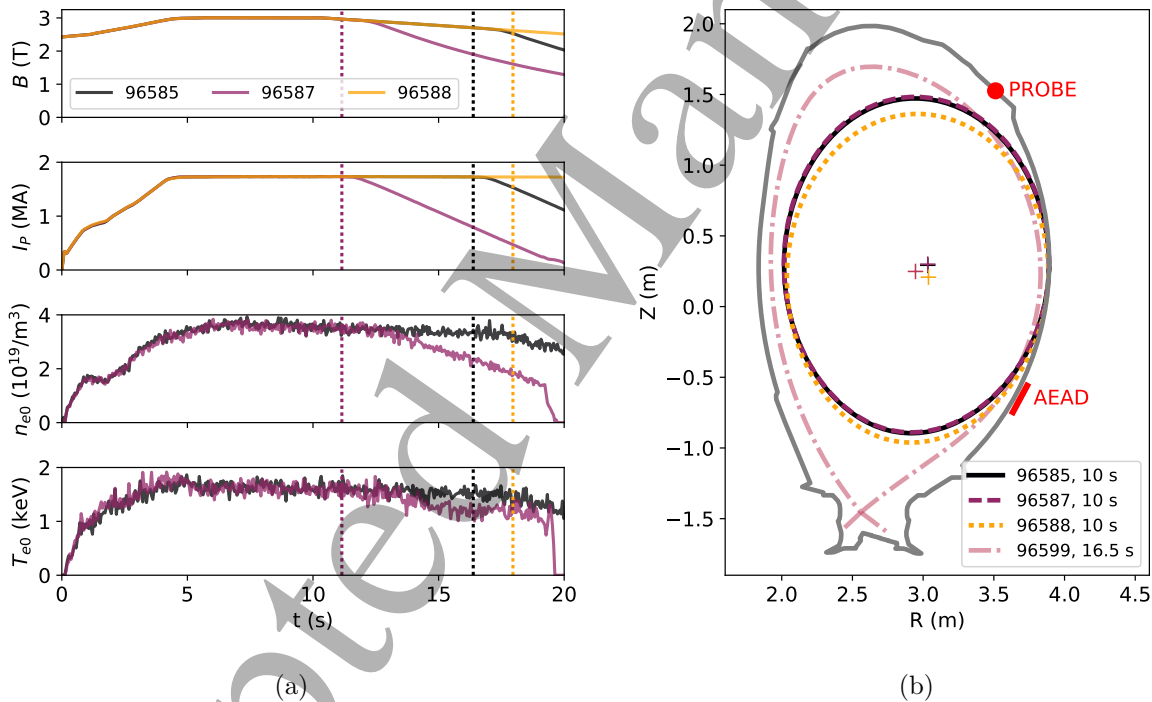 B (T)
3
2
1
0
96585
96587
96588
I_P (MA)
2
1
0
n_e0 (10^19/m^3)
4
2
0
T_e0 (keV)
2
1
0
0
5
10
15
20
t (s)
(a)
Z (m)
2.0
1.5
1.0
0.5
0.0
−0.5
−1.0
−1.5
PROBE
AEAD
96585, 10 s
96587, 10 s
96588, 10 s
96599, 16.5 s
2.0
2.5
3.0
3.5
4.0
4.5
R (m)
(b)